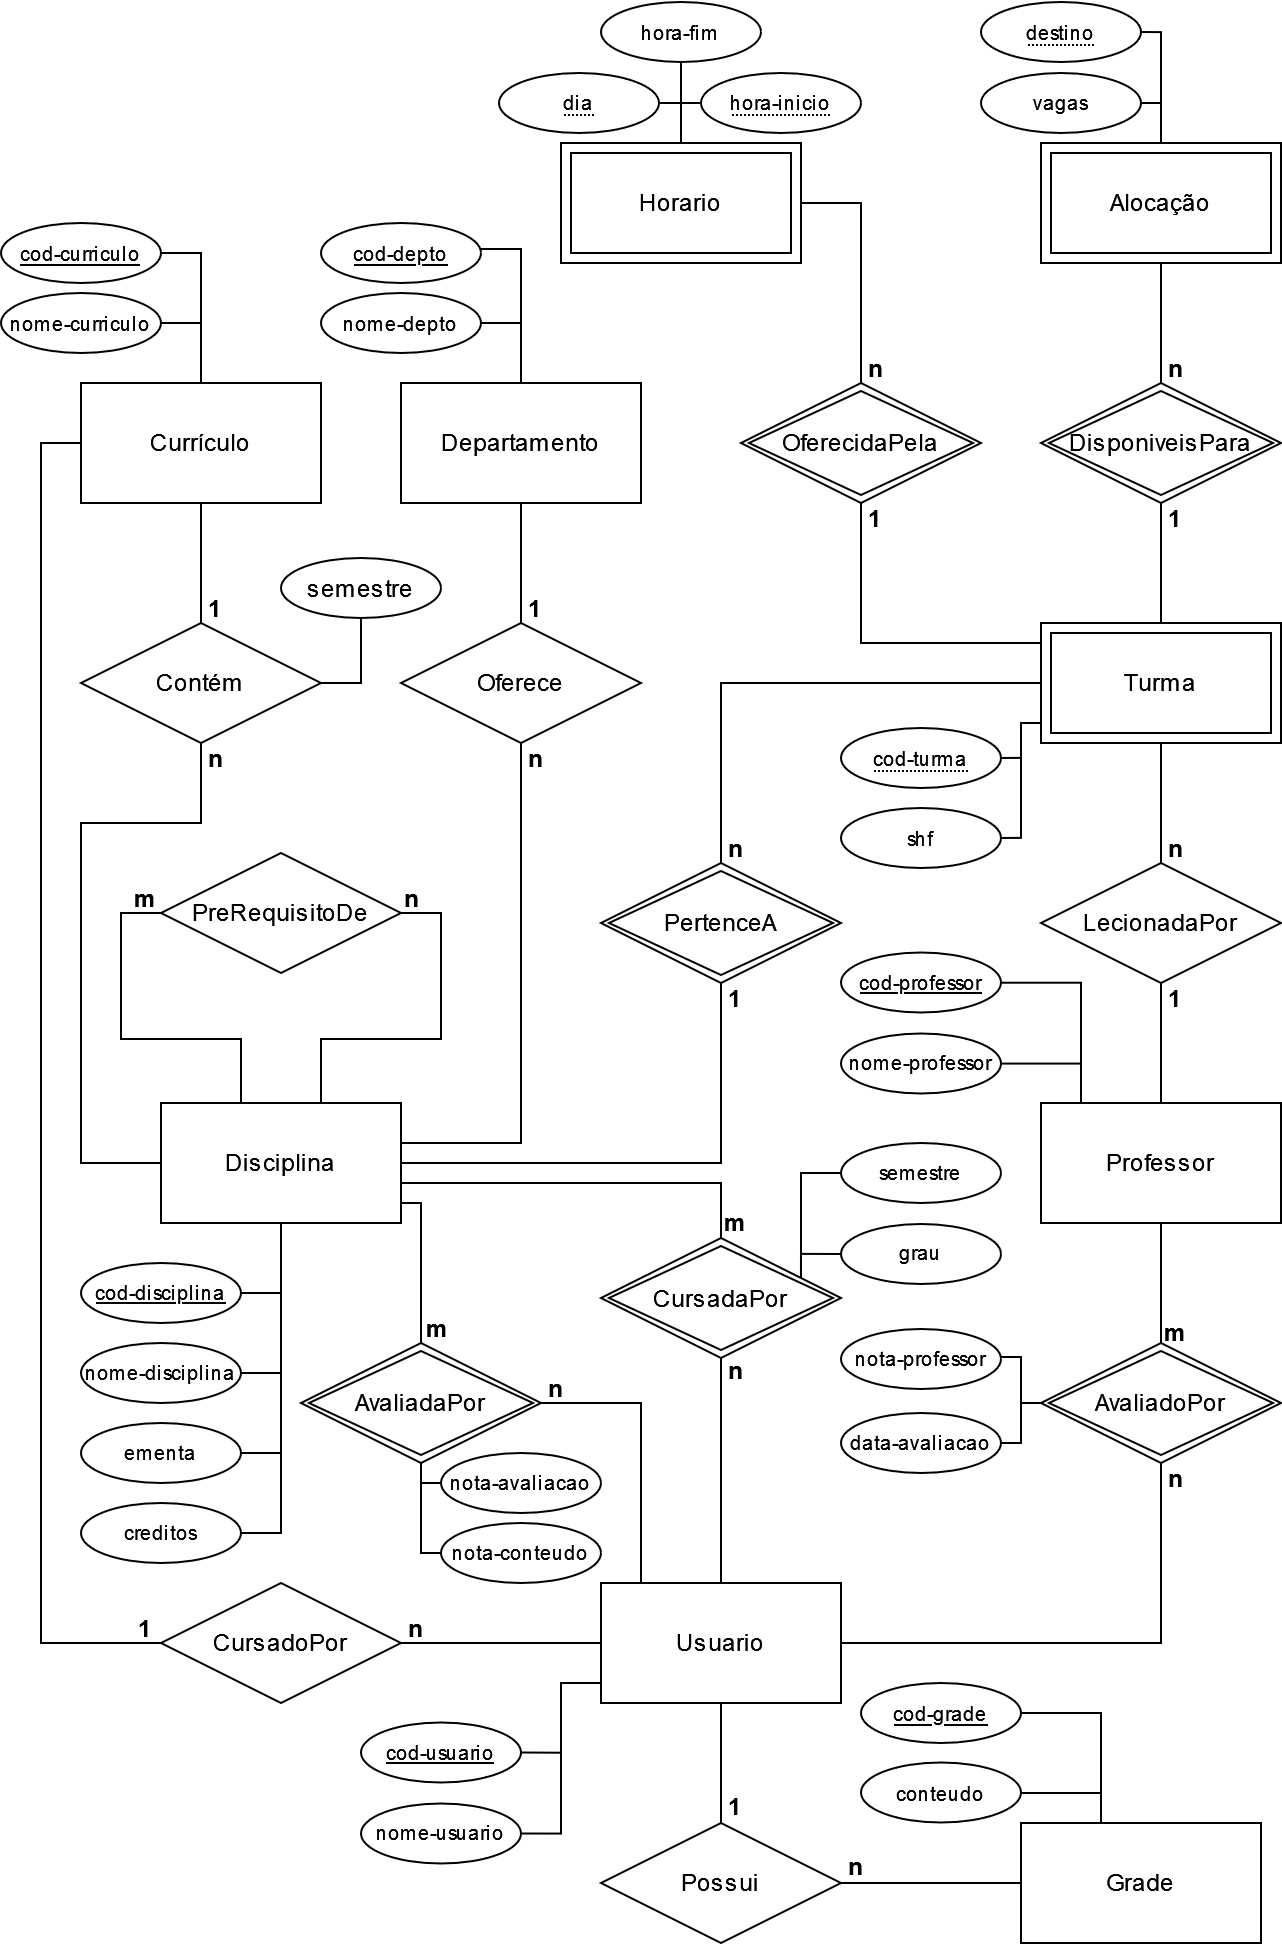 hora-fim
destino
dia
hora-inicio
vagas
Horario
Alocação
cod-curriculo
cod-depto
nome-curriculo
nome-depto
n
n
Currículo
Departamento
OferecidaPela
DisponiveisPara
1
1
semestre
1
1
Contém
Oferece
Turma
n
n
cod-turma
shf
n
n
m
n
PreRequisitoDe
PertenceA
LecionadaPor
cod-professor
1
1
nome-professor
Disciplina
Professor
semestre
m
grau
cod-disciplina
CursadaPor
m
m
nome-disciplina
n
nota-professor
n
AvaliadaPor
AvaliadoPor
ementa
data-avaliacao
nota-avaliacao
n
creditos
nota-conteudo
1
n
CursadoPor
Usuario
cod-grade
cod-usuario
conteudo
1
nome-usuario
n
Possui
Grade